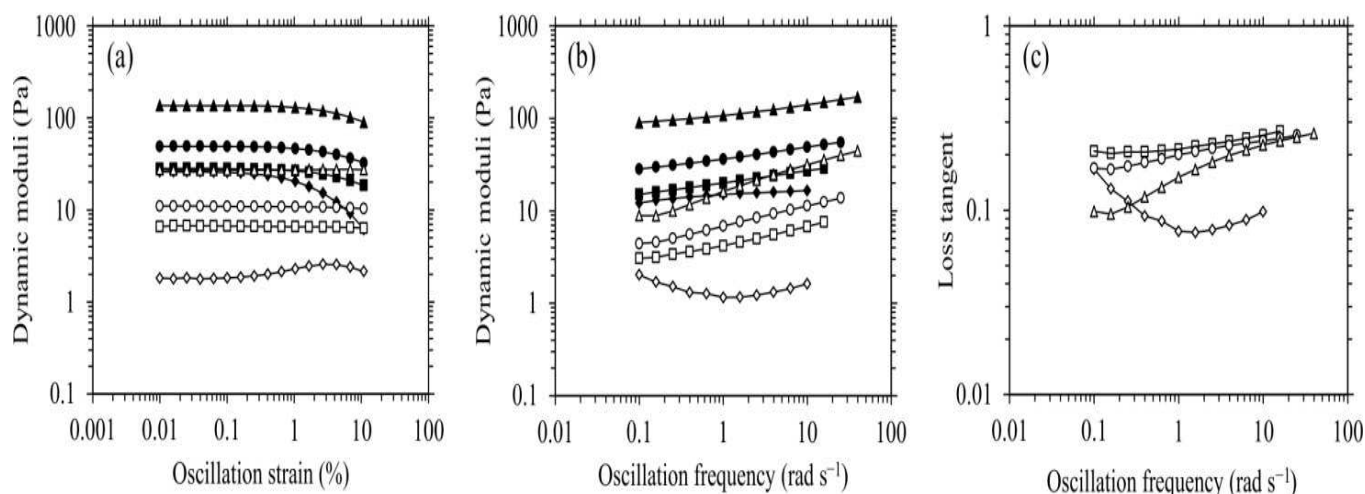 (a)
Dynamic moduli (Pa)
1000
100
10
1
0.1
0.001 0.01 0.1 1 10 100
Oscillation strain (%)
(b)
Dynamic moduli (Pa)
1000
100
10
1
0.1
0.01 0.1 1 10 100
Oscillation frequency (rad s⁻¹)
(c)
Loss tangent
1
0.1
0.01
0.01 0.1 1 10 100
Oscillation frequency (rad s⁻¹)